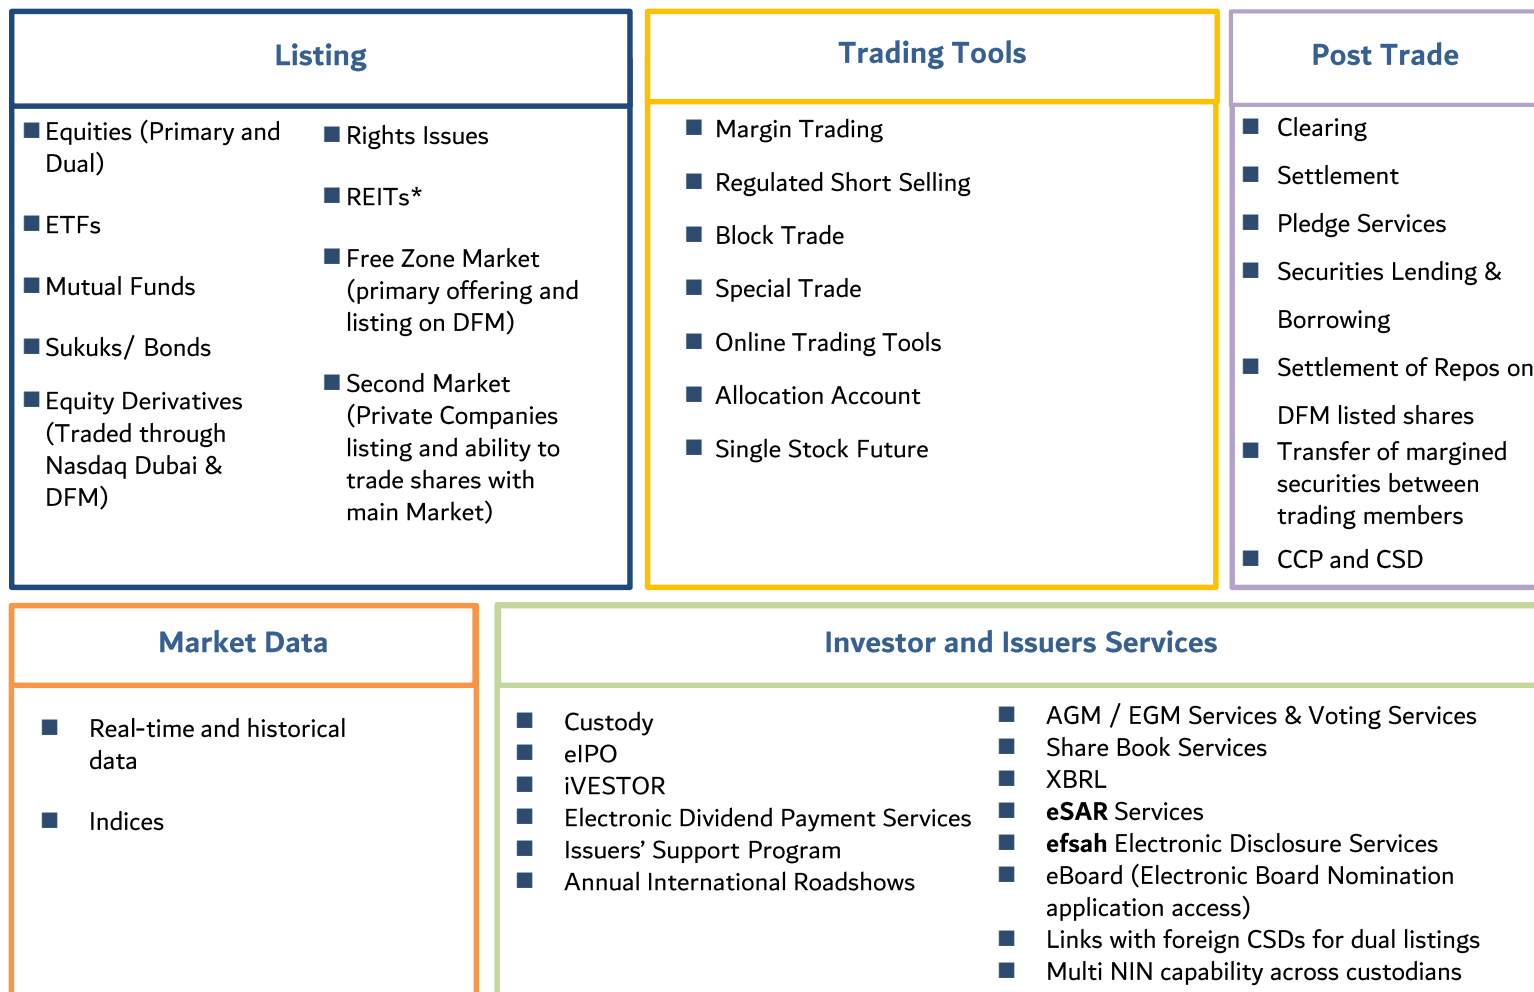 Listing
Equities (Primary and
Dual)
ETFs
Mutual Funds
Sukuks/ Bonds
Equity Derivatives
(Traded through
Nasdaq Dubai &
DFM)
Rights Issues
REITs*
Free Zone Market
(primary offering and
listing on DFM)
Second Market
(Private Companies
listing and ability to
trade shares with
main Market)
Trading Tools
Margin Trading
Regulated Short Selling
Block Trade
Special Trade
Online Trading Tools
Allocation Account
Single Stock Future
Post Trade
Clearing
Settlement
Pledge Services
Securities Lending &
Borrowing
Settlement of Repos on
DFM listed shares
Transfer of margined
securities between
trading members
CCP and CSD
Market Data
Real-time and historical
data
Indices
Investor and Issuers Services
Custody
eIPO
iVESTOR
Electronic Dividend Payment Services
Issuers’ Support Program
Annual International Roadshows
AGM / EGM Services & Voting Services
Share Book Services
XBRL
eSAR Services
efsah Electronic Disclosure Services
eBoard (Electronic Board Nomination
application access)
Links with foreign CSDs for dual listings
Multi NIN capability across custodians